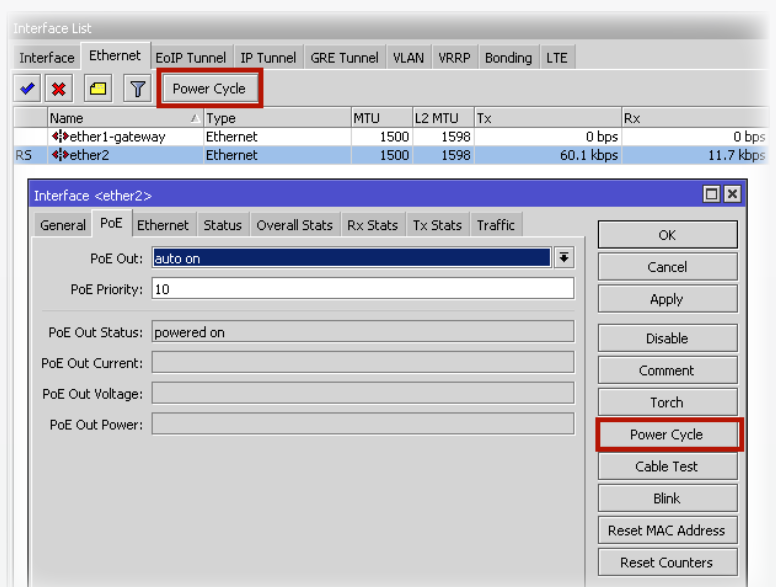 Interface List
Interface Ethernet EoIP Tunnel IP Tunnel GRE Tunnel VLAN VRRP Bonding LTE
Power Cycle
Name Type MTU L2 MTU Tx Rx
ether1-gateway Ethernet 1500 1598 0 bps 0 bps
RS ether2 Ethernet 1500 1598 60.1 kbps 11.7 kbps
Interface <ether2>
General PoE Ethernet Status Overall Stats Rx Stats Tx Stats Traffic
PoE Out: auto on
PoE Priority: 10
PoE Out Status: powered on
PoE Out Current:
PoE Out Voltage:
PoE Out Power:
OK
Cancel
Apply
Disable
Comment
Torch
Power Cycle
Cable Test
Blink
Reset MAC Address
Reset Counters